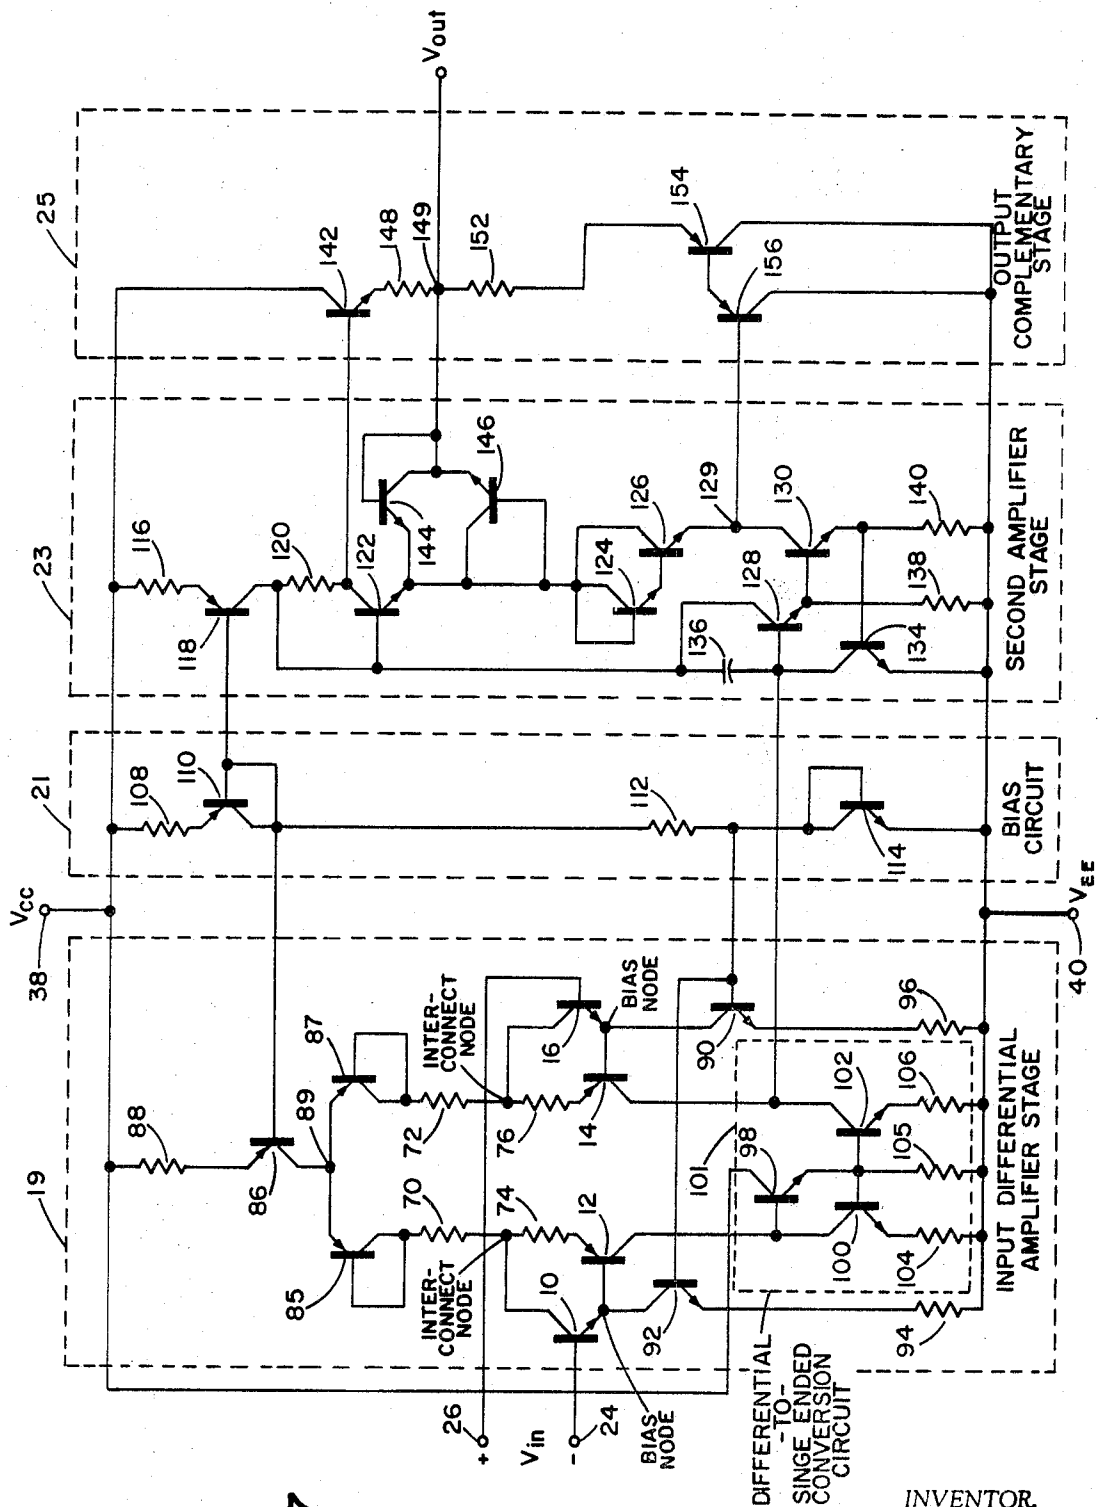 25
142
148
149
152
154
156
OUTPUT
COMPLEMENTARY
STAGE
Vout
23
116
118
120
122
144
146
124
126
129
128
130
136
134
138
140
SECOND AMPLIFIER
STAGE
21
108
110
112
114
BIAS
CIRCUIT
Vcc
38
VEE
40
19
88
86
89
87
85
72
70
INTER-
CONNECT
NODE
INTER-
CONNECT
NODE
76
74
16
14
12
10
BIAS
NODE
90
92
101
98
102
100
106
105
104
96
94
INPUT DIFFERENTIAL
AMPLIFIER STAGE
26
+
Vin
-
24
BIAS
NODE
DIFFERENTIAL
-TO-
SINGE ENDED
CONVERSION
CIRCUIT
INVENTOR.